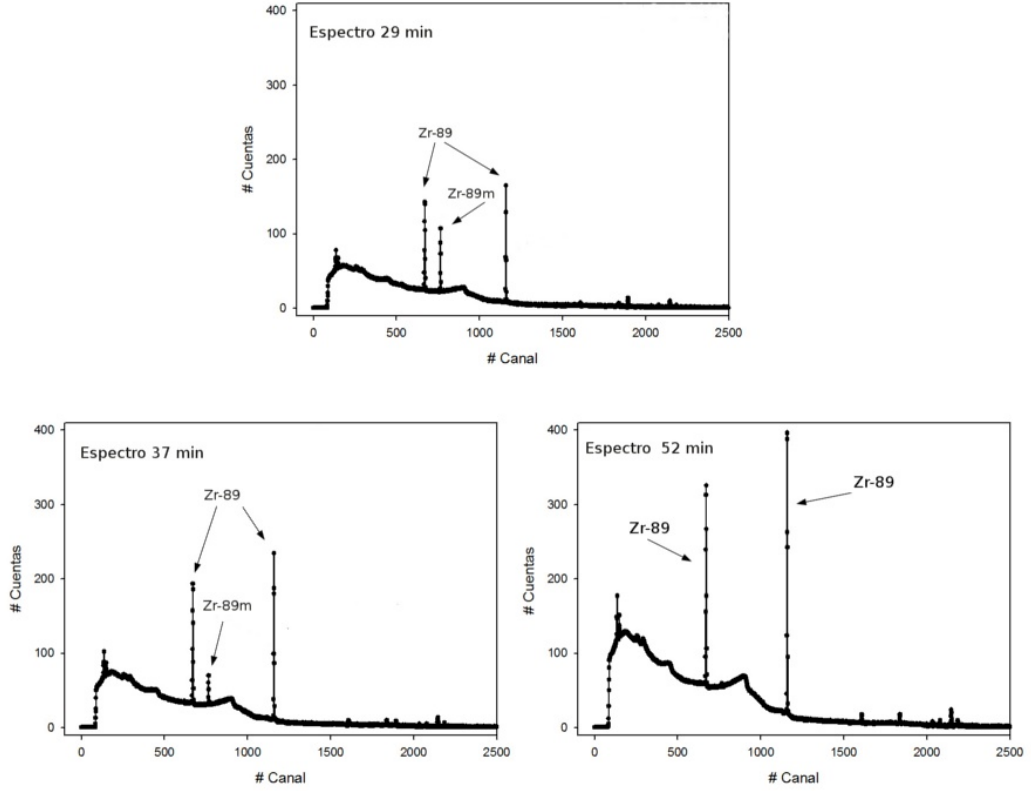 Espectro 29 min
400
300
200
100
0
# Cuentas
Zr-89
Zr-89m
0 500 1000 1500 2000 2500
# Canal
Espectro 37 min
400
300
200
100
0
# Cuentas
Zr-89
Zr-89m
0 500 1000 1500 2000 2500
# Canal
Espectro 52 min
400
300
200
100
0
# Cuentas
Zr-89
Zr-89
0 500 1000 1500 2000 2500
# Canal